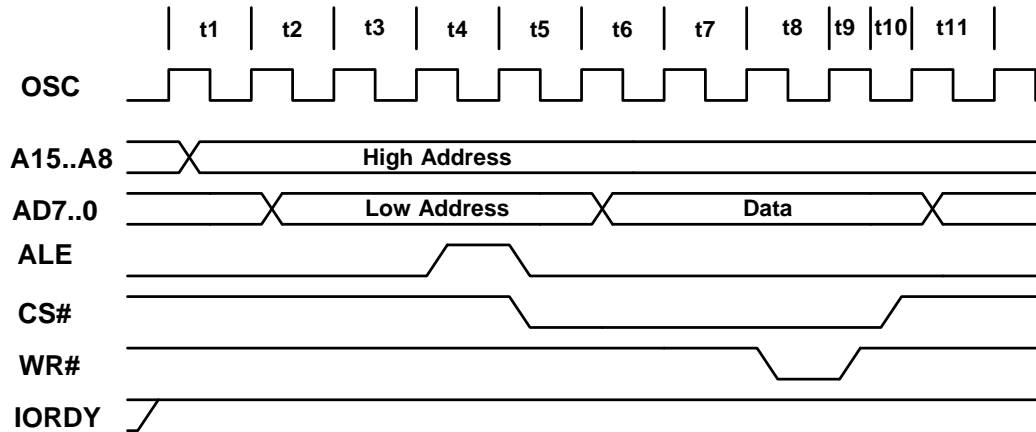 t1 t2 t3 t4 t5 t6 t7 t8 t9 t10 t11
OSC
A15..A8 High Address
AD7..0 Low Address Data
ALE
CS#
WR#
IORDY